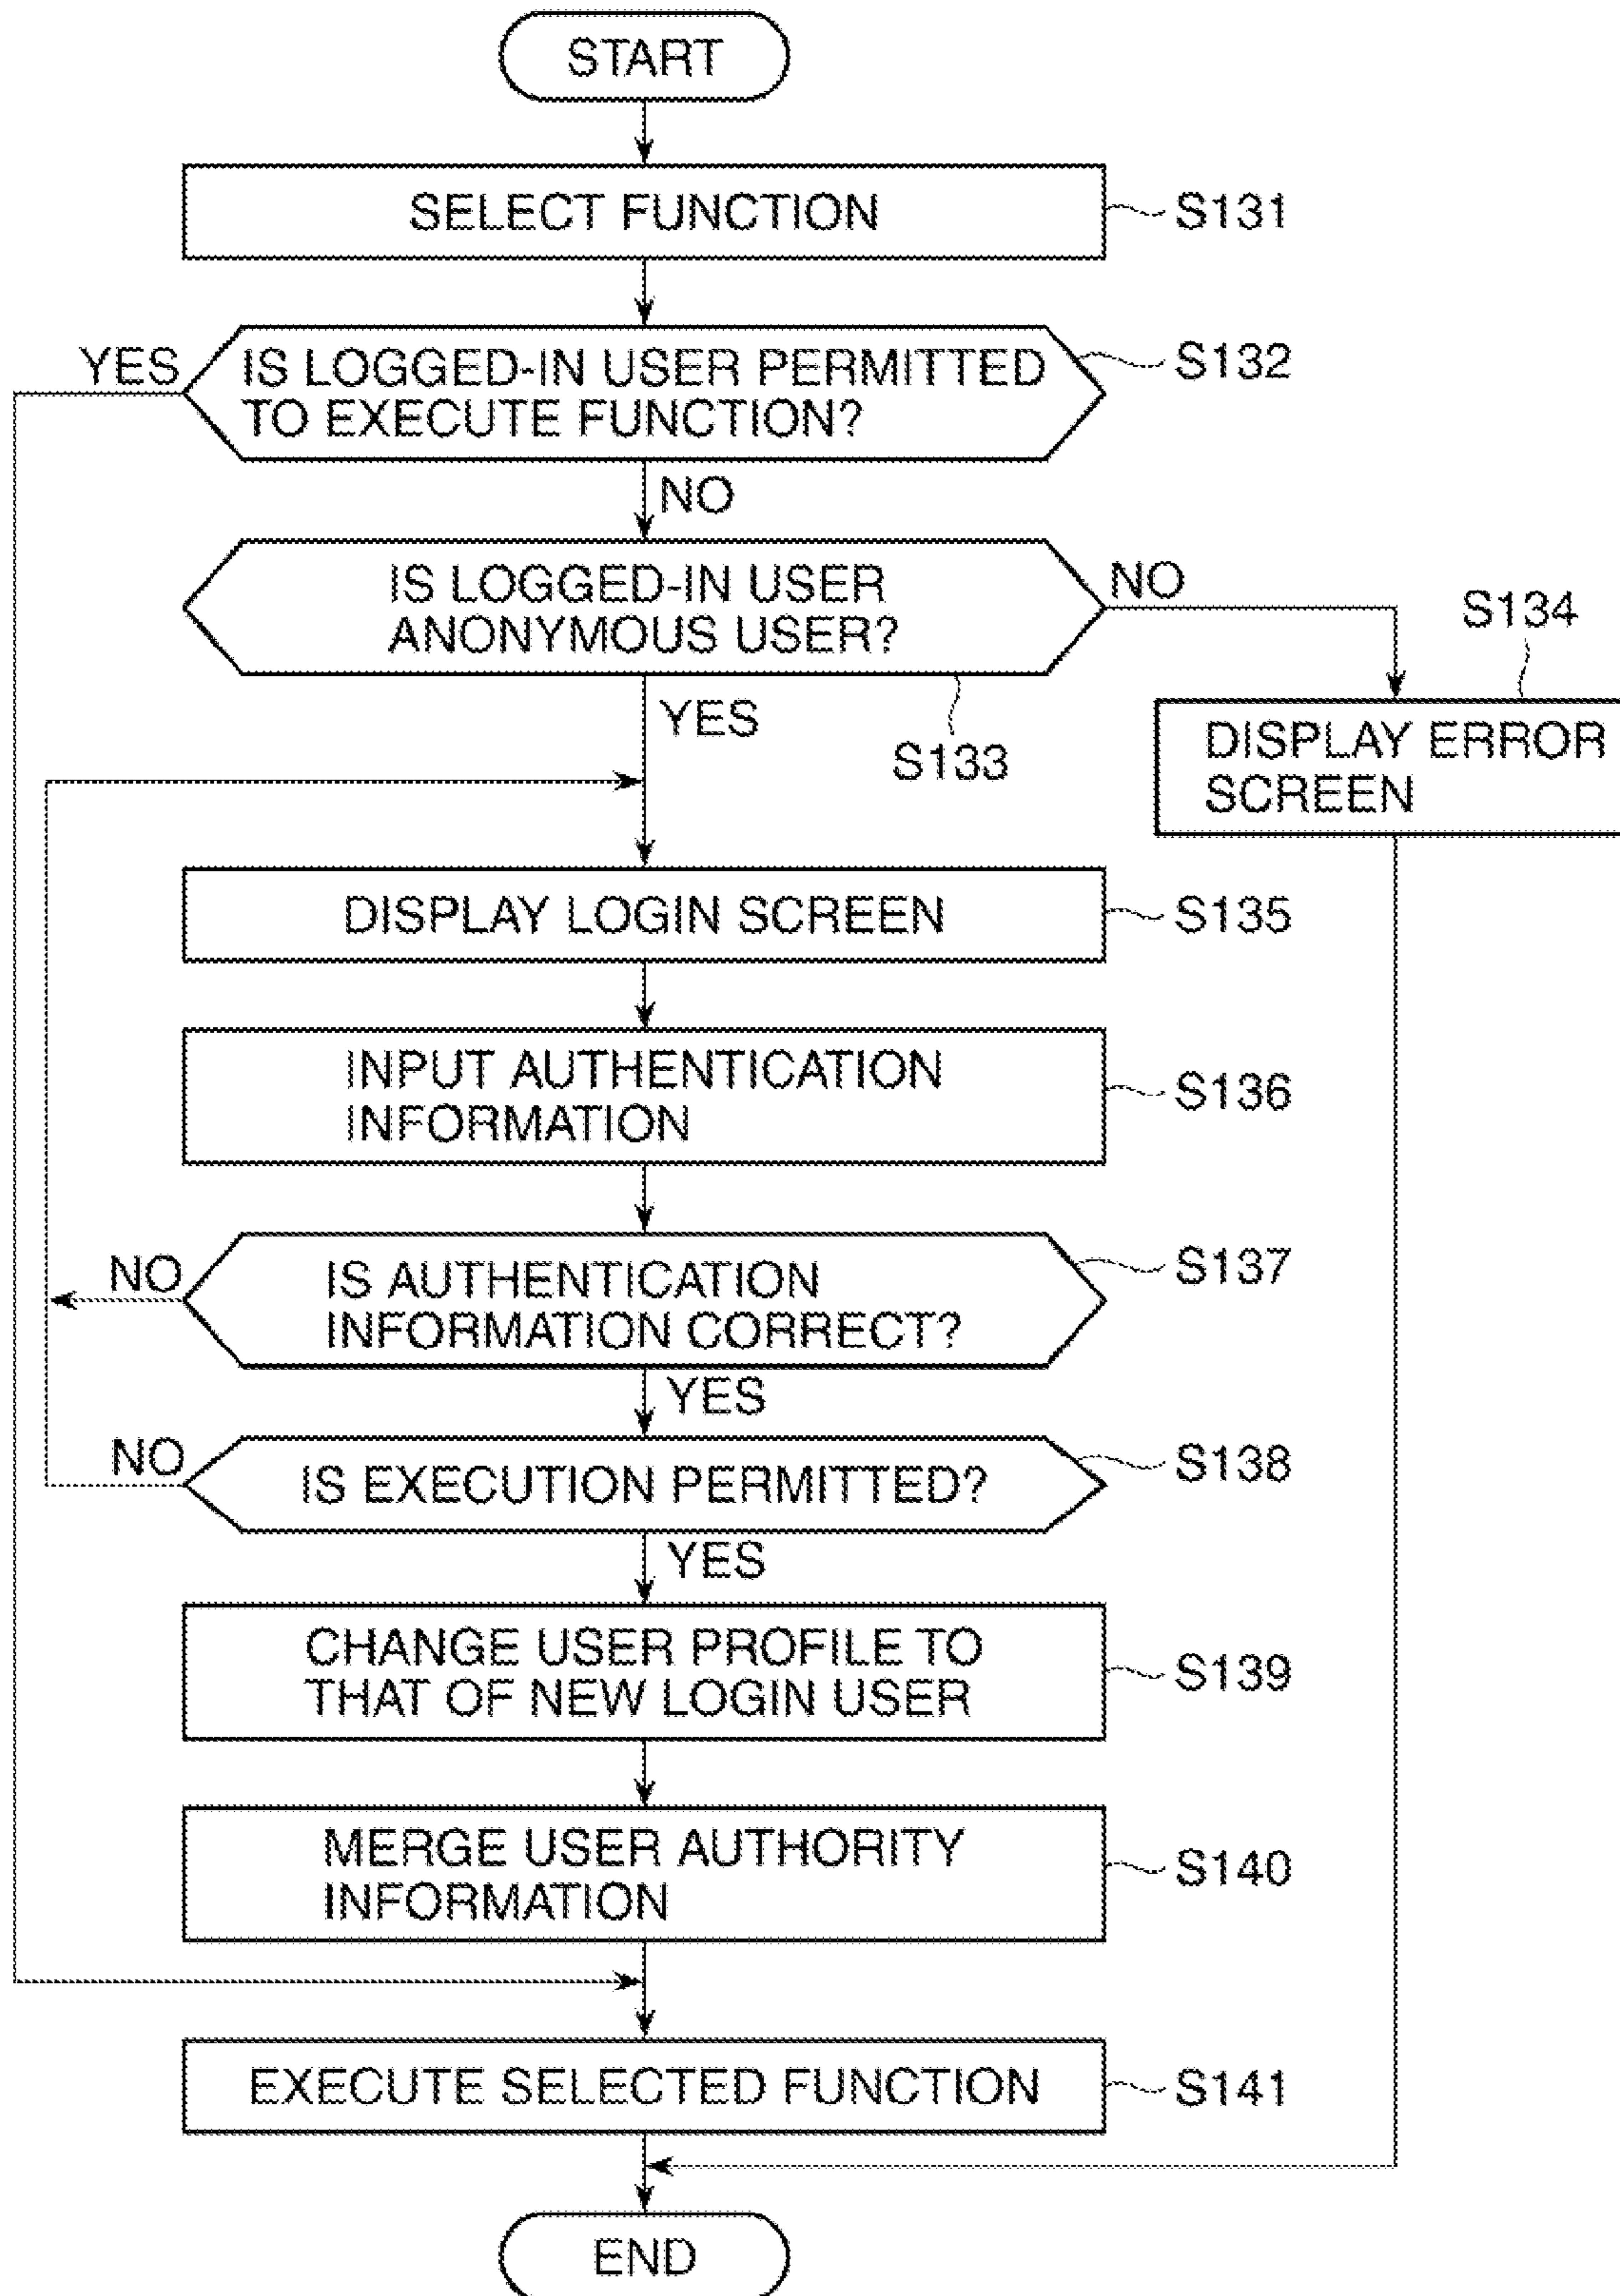 START
SELECT FUNCTION
S131
YES
IS LOGGED-IN USER PERMITTED
TO EXECUTE FUNCTION?
S132
NO
IS LOGGED-IN USER
ANONYMOUS USER?
NO
S134
YES
S133
DISPLAY ERROR
SCREEN
DISPLAY LOGIN SCREEN
S135
INPUT AUTHENTICATION
INFORMATION
S136
NO
IS AUTHENTICATION
INFORMATION CORRECT?
S137
YES
NO
IS EXECUTION PERMITTED?
S138
YES
CHANGE USER PROFILE TO
THAT OF NEW LOGIN USER
S139
MERGE USER AUTHORITY
INFORMATION
S140
EXECUTE SELECTED FUNCTION
S141
END